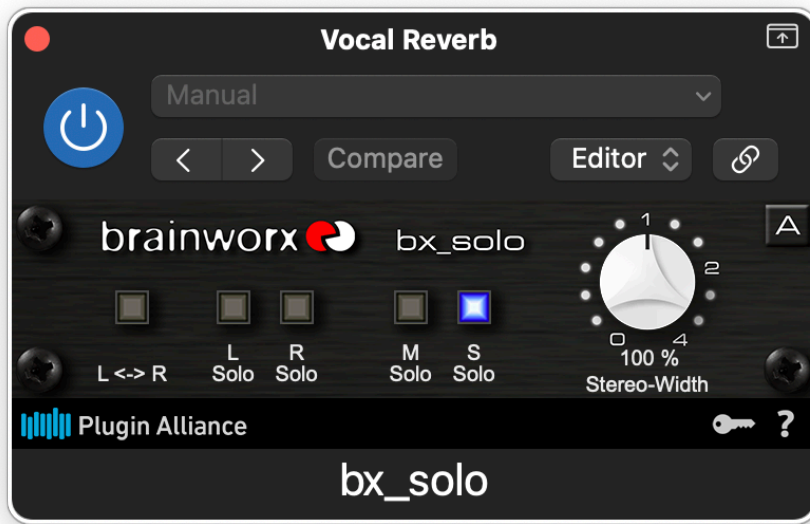 Vocal Reverb
Manual
Compare
Editor
brainworx
bx_solo
A
1
2
0
4
L <-> R
L Solo
R Solo
M Solo
S Solo
100 %
Stereo-Width
Plugin Alliance
?
bx_solo